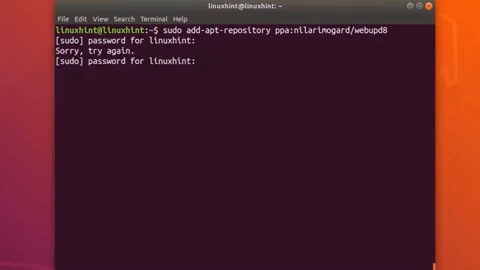 linuxhint@linuxhint: ~
File Edit View Search Terminal Help
linuxhint@linuxhint:~$ sudo add-apt-repository ppa:nilarimogard/webupd8
[sudo] password for linuxhint:
Sorry, try again.
[sudo] password for linuxhint: